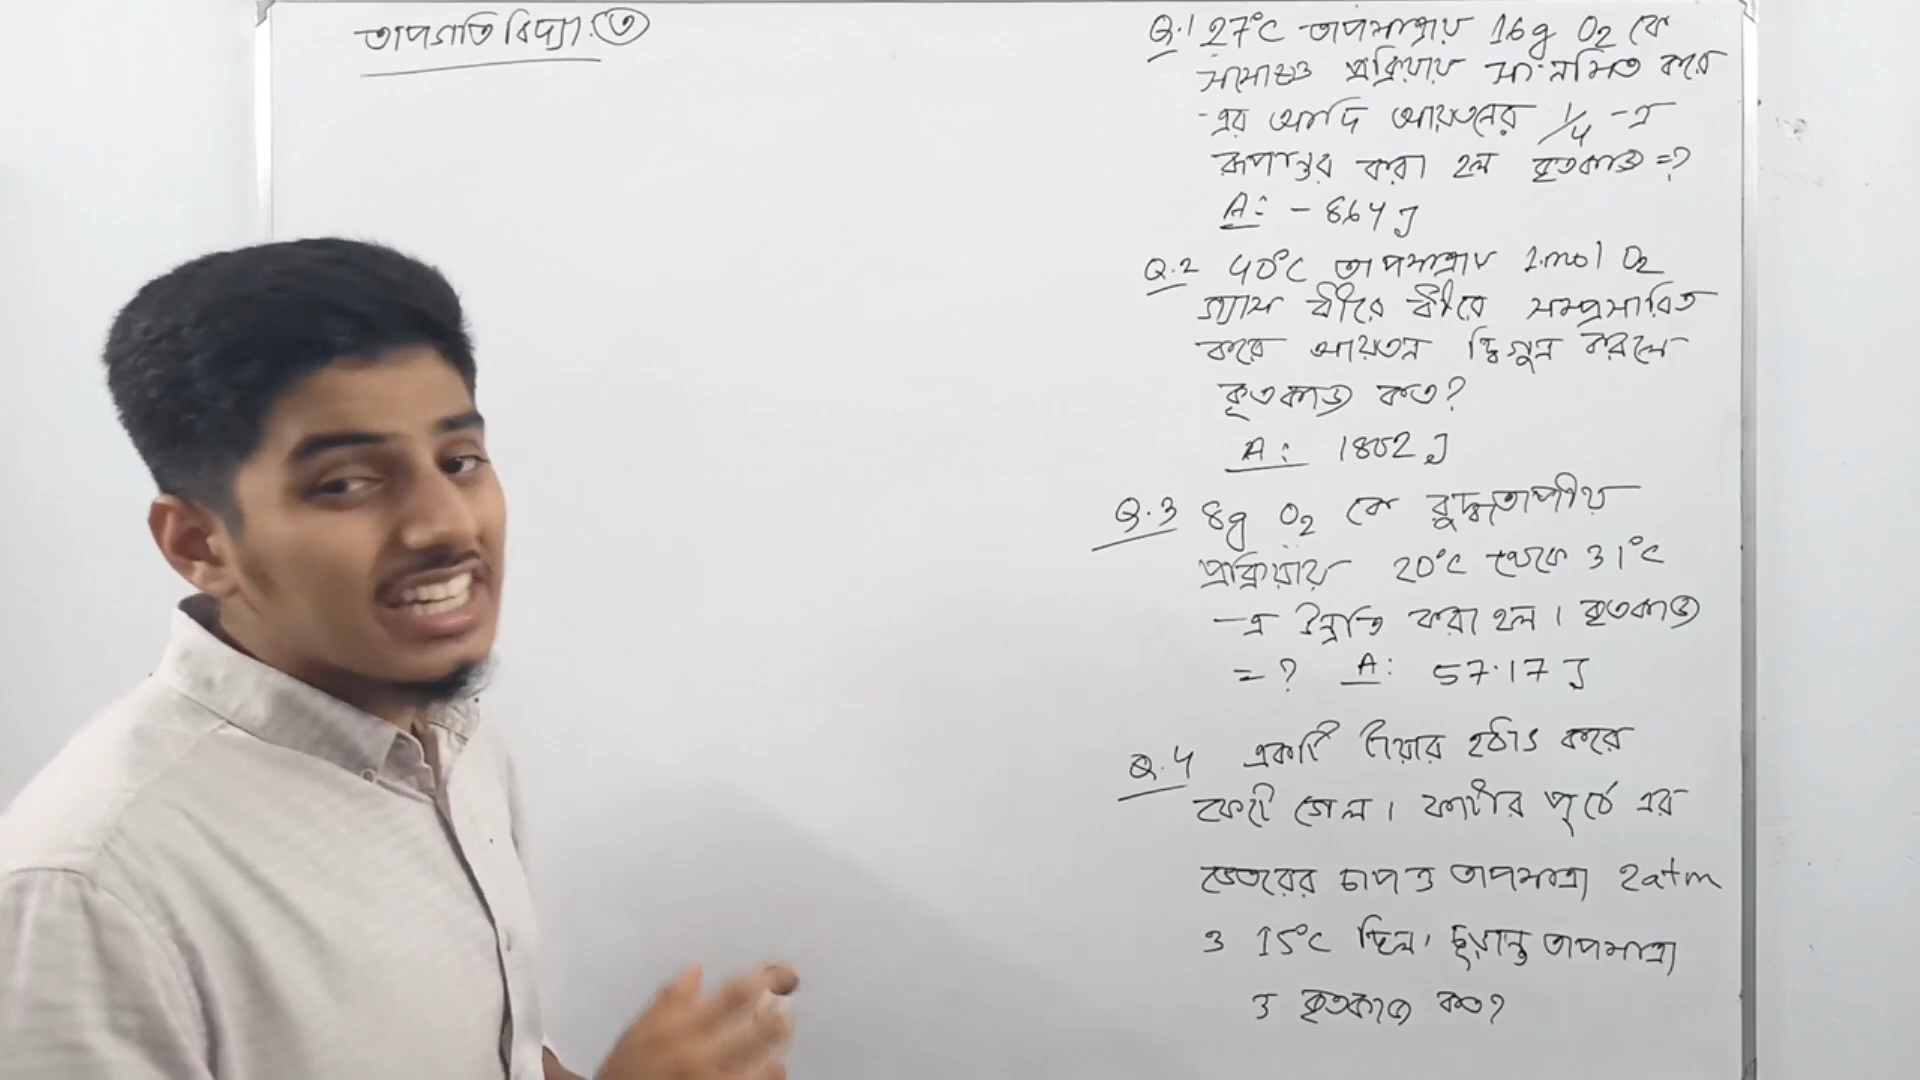 তাপগতিবিদ্যা: ৩
Q.1 27°C তাপমাত্রায় 16g O₂ কে
সমোষ্ণ প্রক্রিয়ায় সংনমিত করে
এর আদি আয়তনের 1/4 -এ
রূপান্তর করা হল কৃতকাজ =?
A: - 864 J
Q.2 40°C তাপমাত্রায় 1mol O₂
গ্যাস ধীরে ধীরে সম্প্রসারিত
করে আয়তন দ্বিগুন করলে
কৃতকাজ কত?
A: 1802 J
Q.3 8g O₂ কে রুদ্ধতাপীয়
প্রক্রিয়ায় 20°C থেকে 31°C
-এ উন্নতি করা হল। কৃতকাজ
= ? A: 57.17 J
Q.4 একটি টায়ার হঠাৎ করে
ফেটে গেল। ফাটার পূর্বে এর
ভেতরের চাপ ও তাপমাত্রা 2atm
ও 15°C ছিল। চূড়ান্ত তাপমাত্রা
ও কৃতকাজ কত?